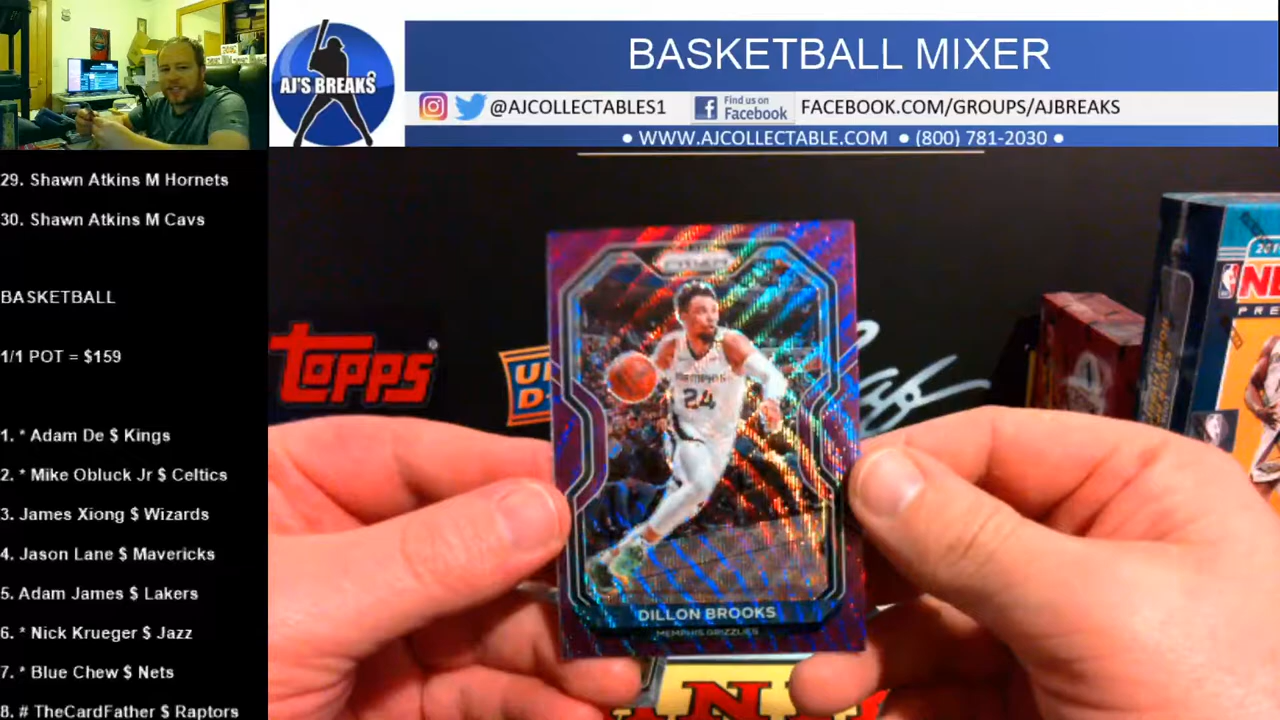 BASKETBALL MIXER
AJ'S BREAKS
@AJCOLLECTABLES1
Find us on
Facebook
FACEBOOK.COM/GROUPS/AJBREAKS
• WWW.AJCOLLECTABLE.COM • (800) 781-2030 •
29. Shawn Atkins M Hornets
30. Shawn Atkins M Cavs
BASKETBALL
1/1 POT = $159
1. * Adam De $ Kings
2. * Mike Obluck Jr $ Celtics
3. James Xiong $ Wizards
4. Jason Lane $ Mavericks
5. Adam James $ Lakers
6. * Nick Krueger $ Jazz
7. * Blue Chew $ Nets
8. # TheCardFather $ Raptors
topps
PRIZM
MEMPHIS
24
DILLON BROOKS
MEMPHIS GRIZZLIES